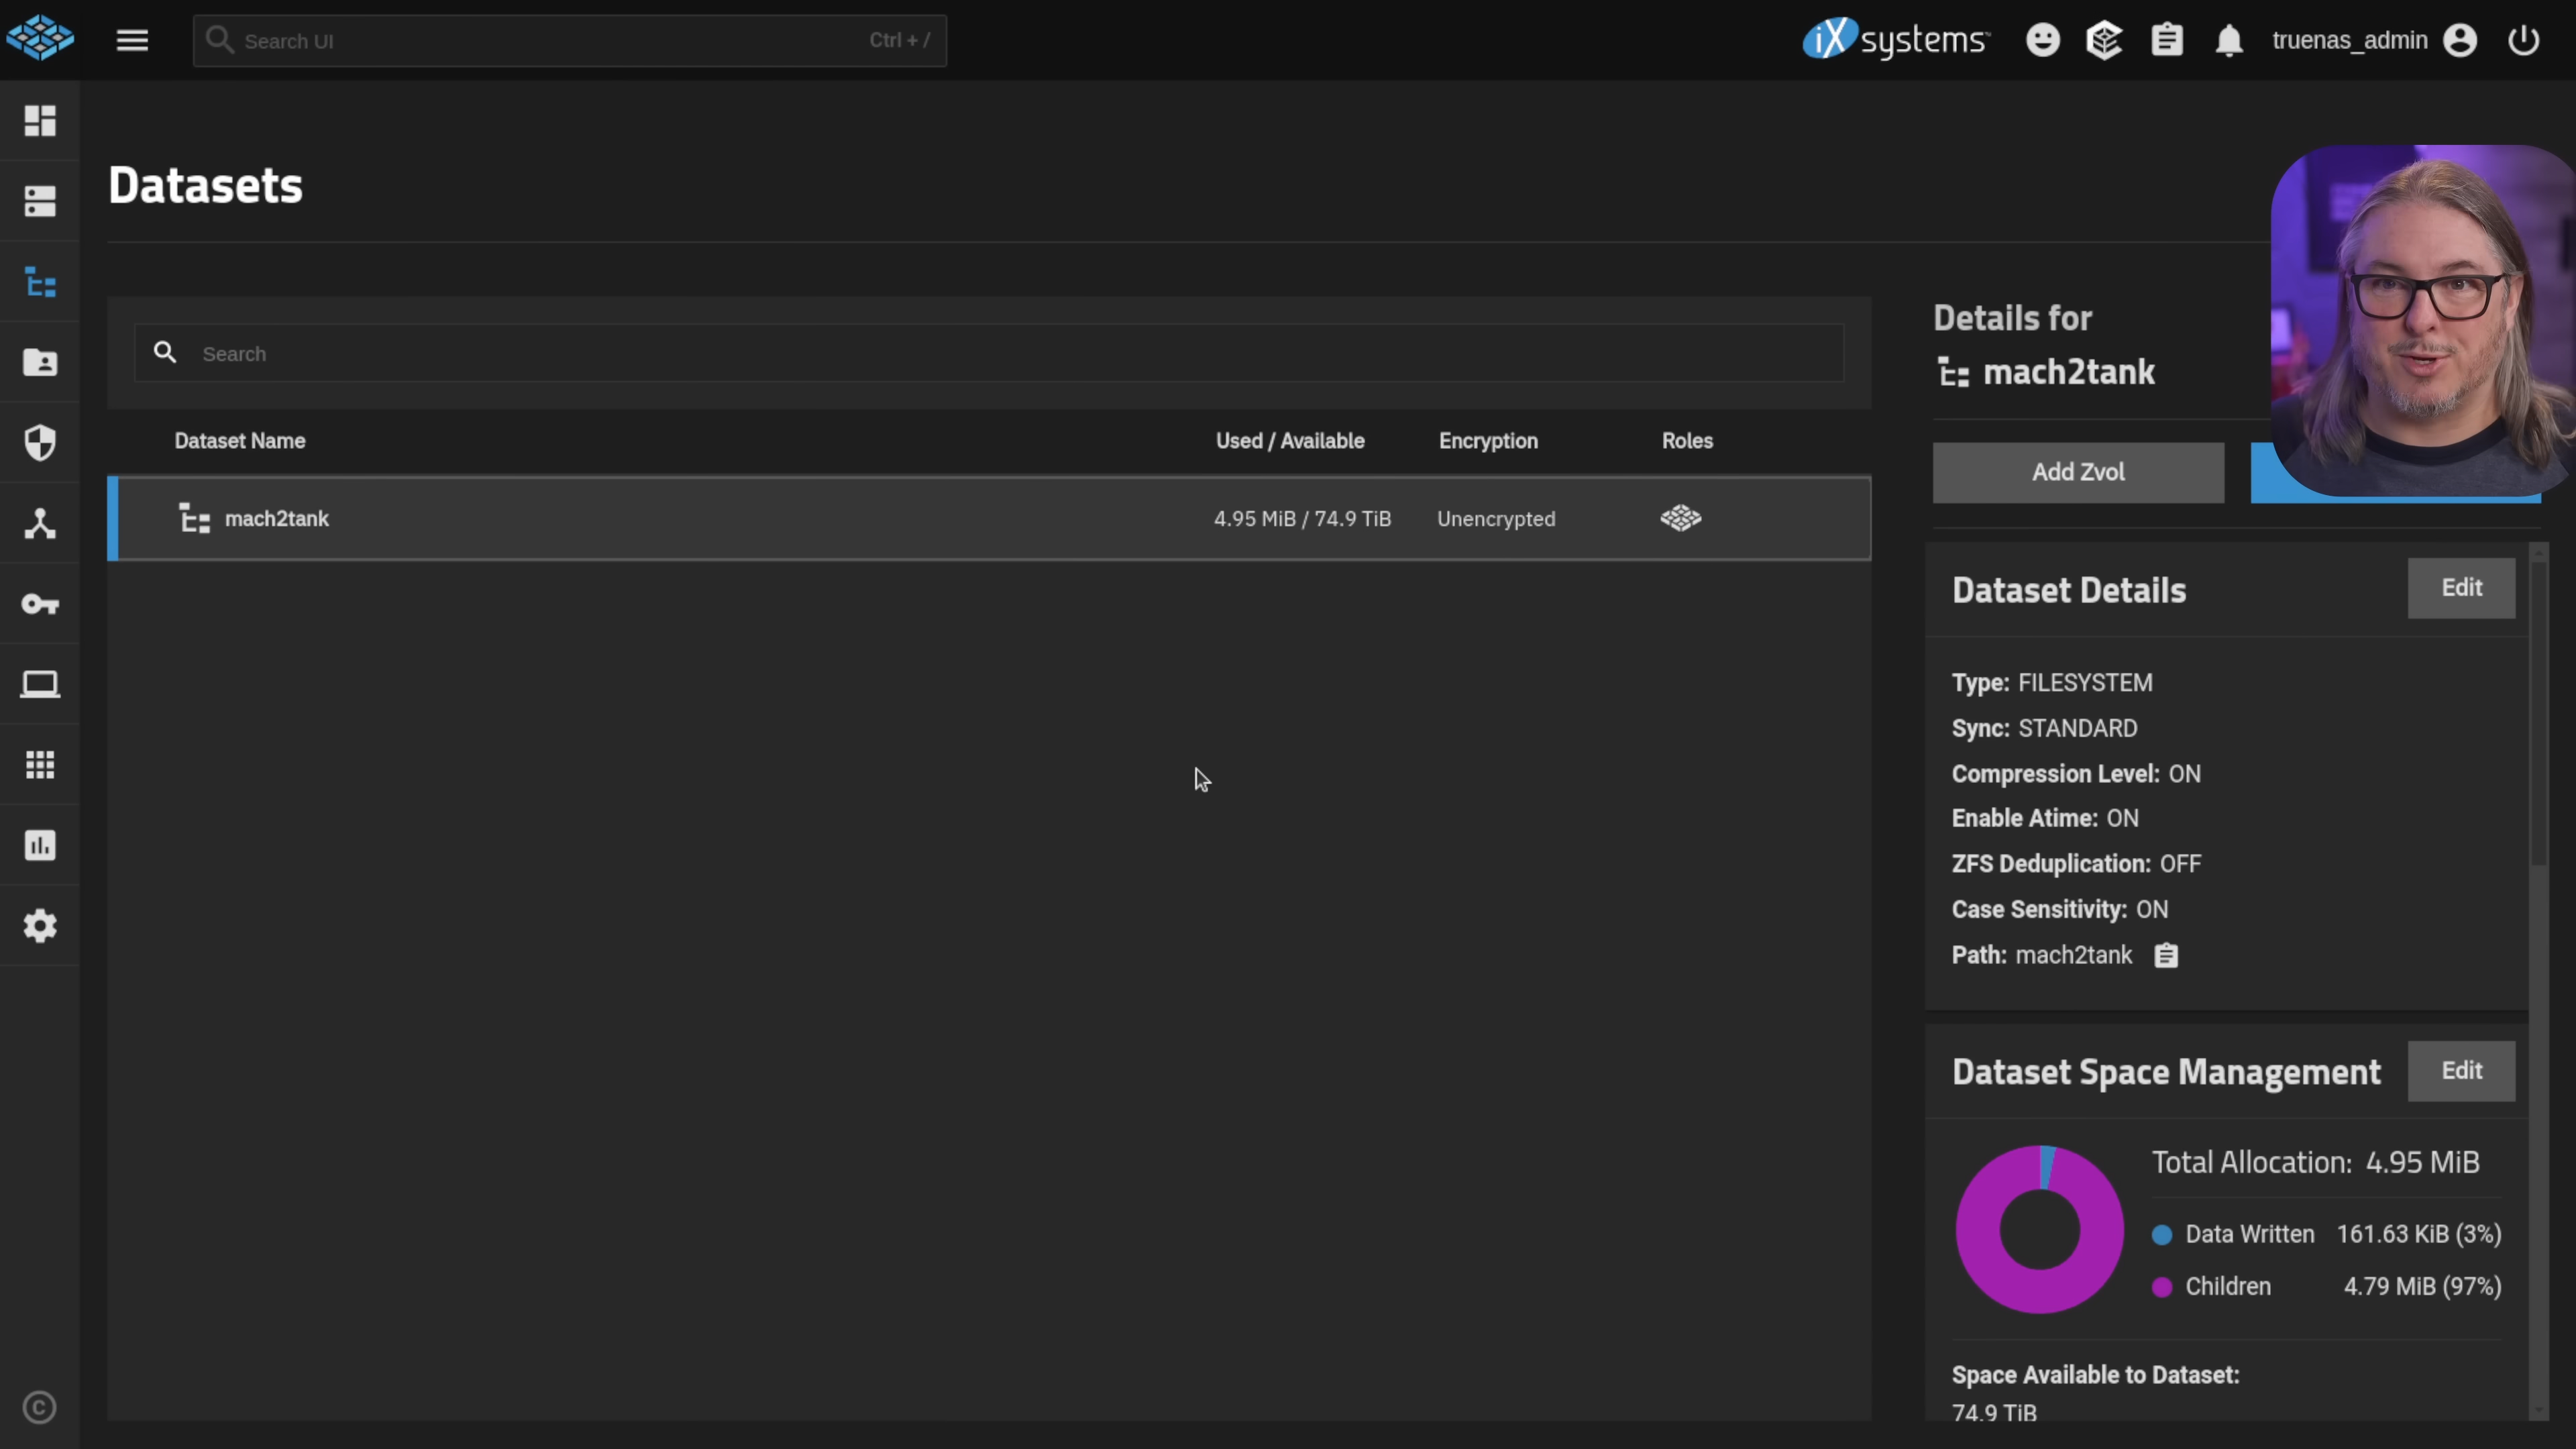 Search UI
Ctrl + /
iX systems™
truenas_admin
Datasets
Search
Dataset Name
Used / Available
Encryption
Roles
mach2tank
4.95 MiB / 74.9 TiB
Unencrypted
Details for
mach2tank
Add Zvol
Dataset Details
Edit
Type: FILESYSTEM
Sync: STANDARD
Compression Level: ON
Enable Atime: ON
ZFS Deduplication: OFF
Case Sensitivity: ON
Path: mach2tank
Dataset Space Management
Edit
Total Allocation: 4.95 MiB
Data Written 161.63 KiB (3%)
Children 4.79 MiB (97%)
Space Available to Dataset:
74.9 TiB
©